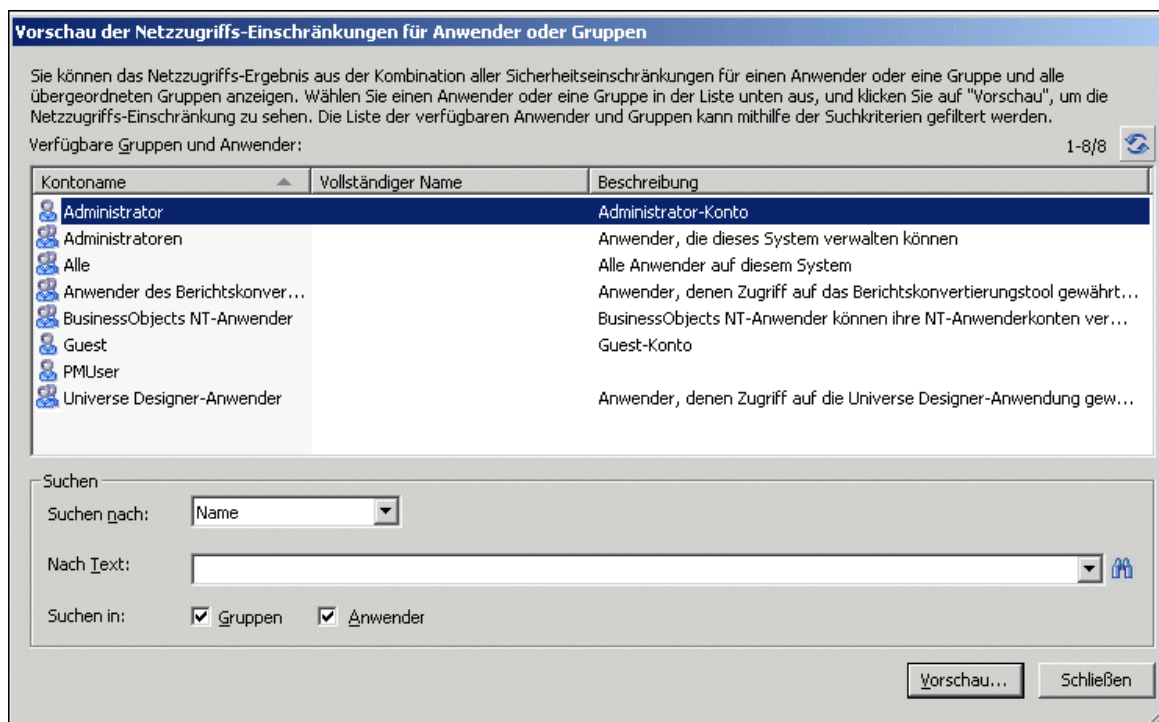 Vorschau der Netzzugriffs-Einschränkungen für Anwender oder Gruppen
Sie können das Netzzugriffs-Ergebnis aus der Kombination aller Sicherheitseinschränkungen für einen Anwender oder eine Gruppe und alle
übergeordneten Gruppen anzeigen. Wählen Sie einen Anwender oder eine Gruppe in der Liste unten aus, und klicken Sie auf "Vorschau", um die
Netzzugriffs-Einschränkung zu sehen. Die Liste der verfügbaren Anwender und Gruppen kann mithilfe der Suchkriterien gefiltert werden.
Verfügbare Gruppen und Anwender: 1-8/8
Kontoname Vollständiger Name Beschreibung
Administrator Administrator-Konto
Administratoren Anwender, die dieses System verwalten können
Alle Alle Anwender auf diesem System
Anwender des Berichtskonver... Anwender, denen Zugriff auf das Berichtskonvertierungstool gewährt...
BusinessObjects NT-Anwender BusinessObjects NT-Anwender können ihre NT-Anwenderkonten ver...
Guest Guest-Konto
PMUser
Universe Designer-Anwender Anwender, denen Zugriff auf die Universe Designer-Anwendung gew...
Suchen
Suchen nach: Name
Nach Text:
Suchen in: Gruppen Anwender
Vorschau... Schließen